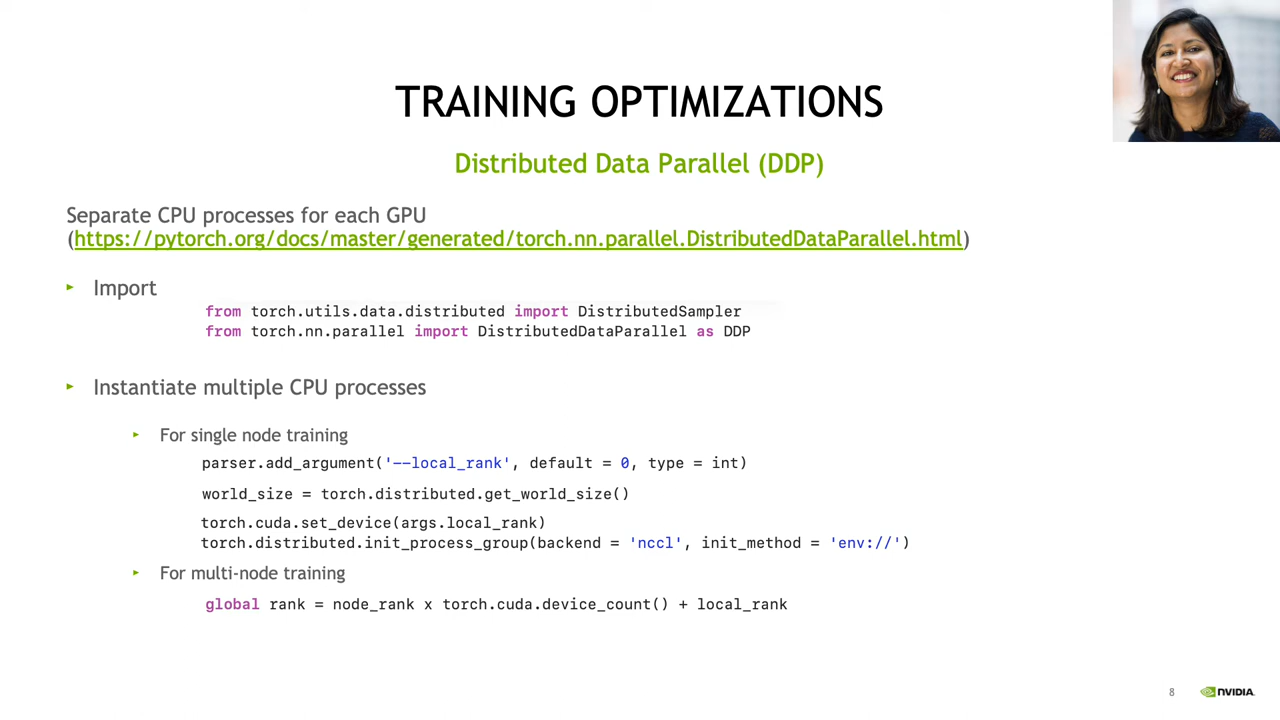 TRAINING OPTIMIZATIONS
Distributed Data Parallel (DDP)
Separate CPU processes for each GPU
(https://pytorch.org/docs/master/generated/torch.nn.parallel.DistributedDataParallel.html)
Import
from torch.utils.data.distributed import DistributedSampler
from torch.nn.parallel import DistributedDataParallel as DDP
Instantiate multiple CPU processes
For single node training
parser.add_argument('--local_rank', default = 0, type = int)
world_size = torch.distributed.get_world_size()
torch.cuda.set_device(args.local_rank)
torch.distributed.init_process_group(backend = 'nccl', init_method = 'env://')
For multi-node training
global rank = node_rank x torch.cuda.device_count() + local_rank
8
NVIDIA.